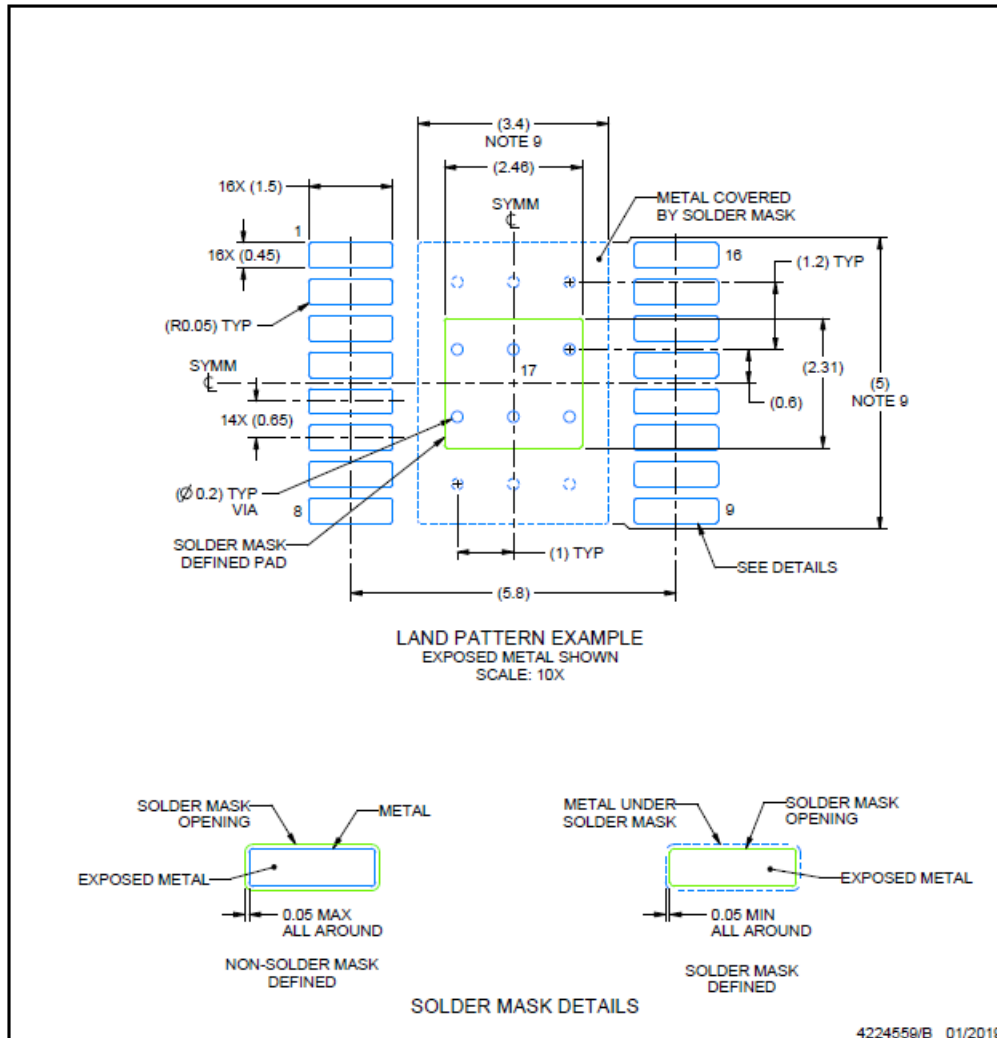 (3.4)
NOTE 9
(2.46)
16X (1.5)
SYMM
℄
METAL COVERED
BY SOLDER MASK
1
16
16X (0.45)
(1.2) TYP
(R0.05) TYP
SYMM
℄
17
(2.31)
(5)
NOTE 9
14X (0.65)
(0.6)
(Ø 0.2) TYP
VIA
8
9
SOLDER MASK
DEFINED PAD
(1) TYP
SEE DETAILS
(5.8)
LAND PATTERN EXAMPLE
EXPOSED METAL SHOWN
SCALE: 10X
SOLDER MASK
OPENING
METAL
EXPOSED METAL
0.05 MAX
ALL AROUND
NON-SOLDER MASK
DEFINED
METAL UNDER
SOLDER MASK
SOLDER MASK
OPENING
EXPOSED METAL
0.05 MIN
ALL AROUND
SOLDER MASK
DEFINED
SOLDER MASK DETAILS
4224559/B 01/2019